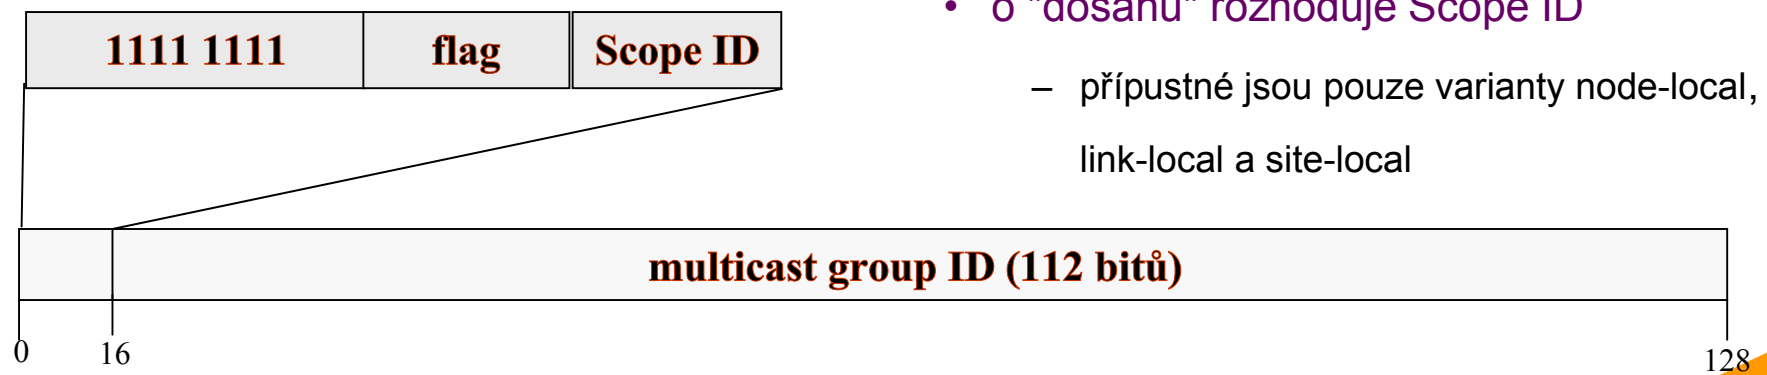 • o "dosahu" rozhoduje Scope ID
1111 1111 flag Scope ID
– přípustné jsou pouze varianty node-local,
link-local a site-local
multicast group ID (112 bitů)
0 16 128